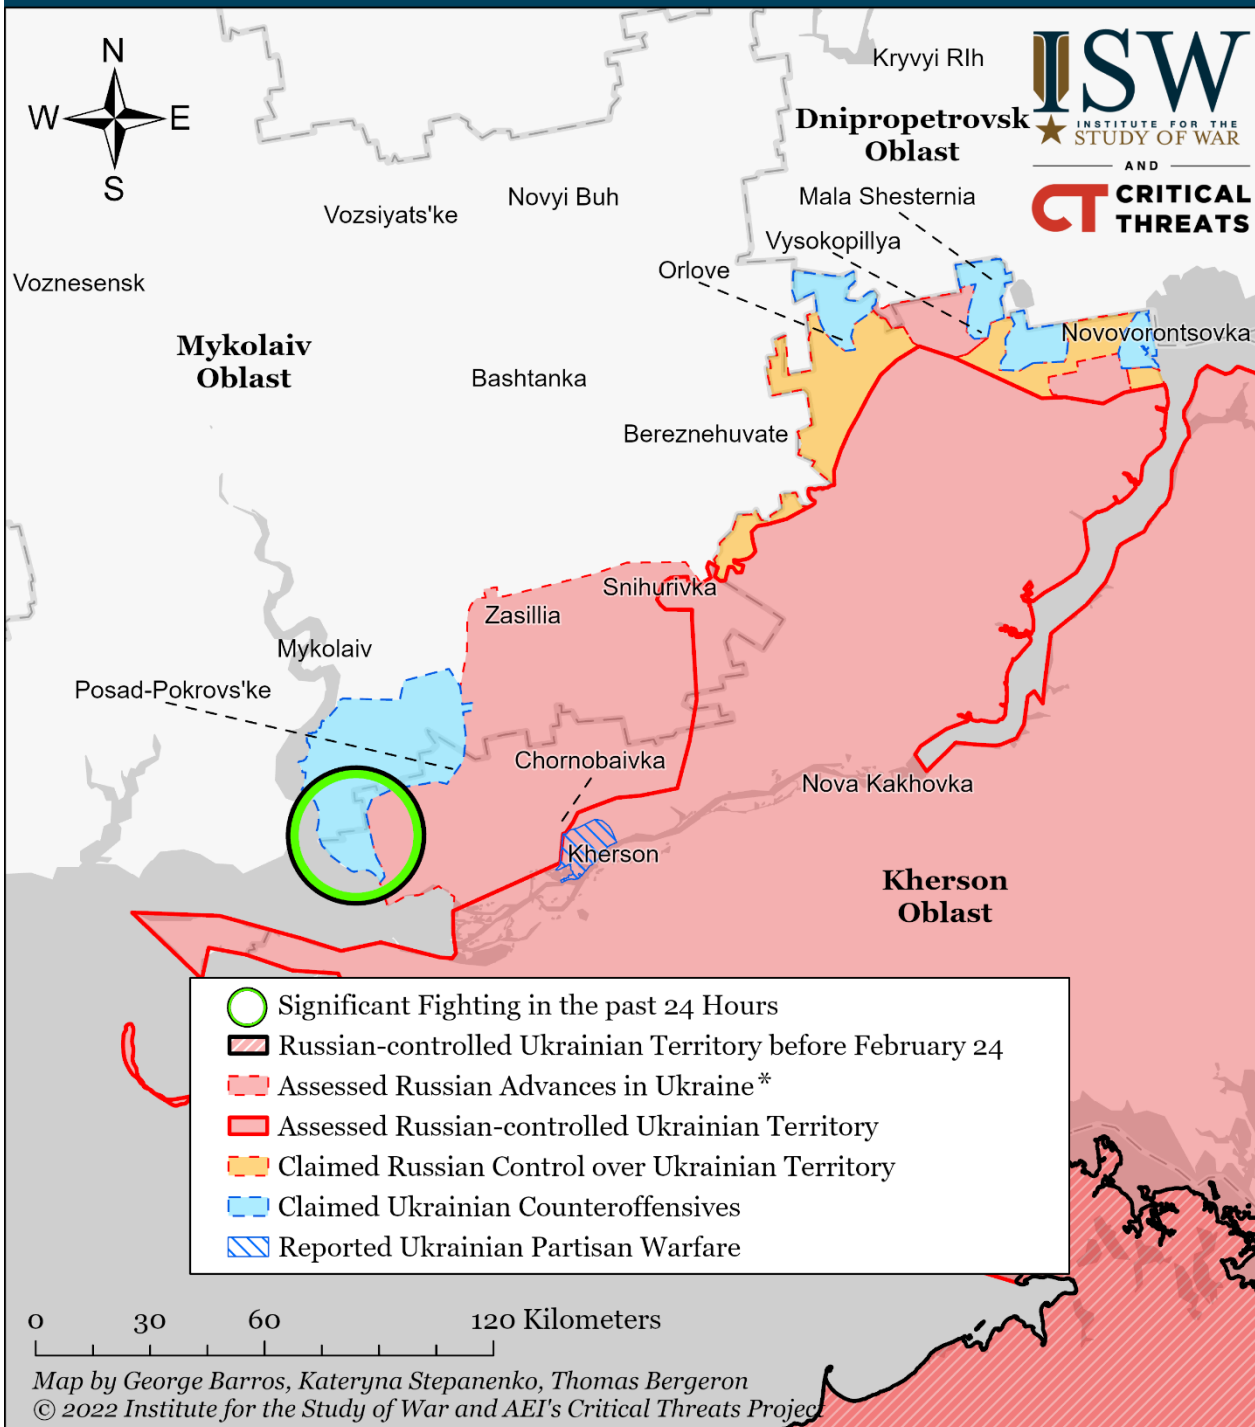 N
W
E
S
Kryvyi RIh
ISW
INSTITUTE FOR THE
STUDY OF WAR
AND
CT CRITICAL
THREATS
Dnipropetrovsk
Oblast
Mala Shesternia
Novyi Buh
Vozsiyats'ke
Vysokopillya
Orlove
Voznesensk
Novovorontsovka
Mykolaiv
Oblast
Bashtanka
Bereznehuvate
Snihurivka
Zasillia
Mykolaiv
Posad-Pokrovs'ke
Chornobaivka
Nova Kakhovka
Kherson
Kherson
Oblast
Significant Fighting in the past 24 Hours
Russian-controlled Ukrainian Territory before February 24
Assessed Russian Advances in Ukraine*
Assessed Russian-controlled Ukrainian Territory
Claimed Russian Control over Ukrainian Territory
Claimed Ukrainian Counteroffensives
Reported Ukrainian Partisan Warfare
0 30 60 120 Kilometers
Map by George Barros, Kateryna Stepanenko, Thomas Bergeron
© 2022 Institute for the Study of War and AEI's Critical Threats Project